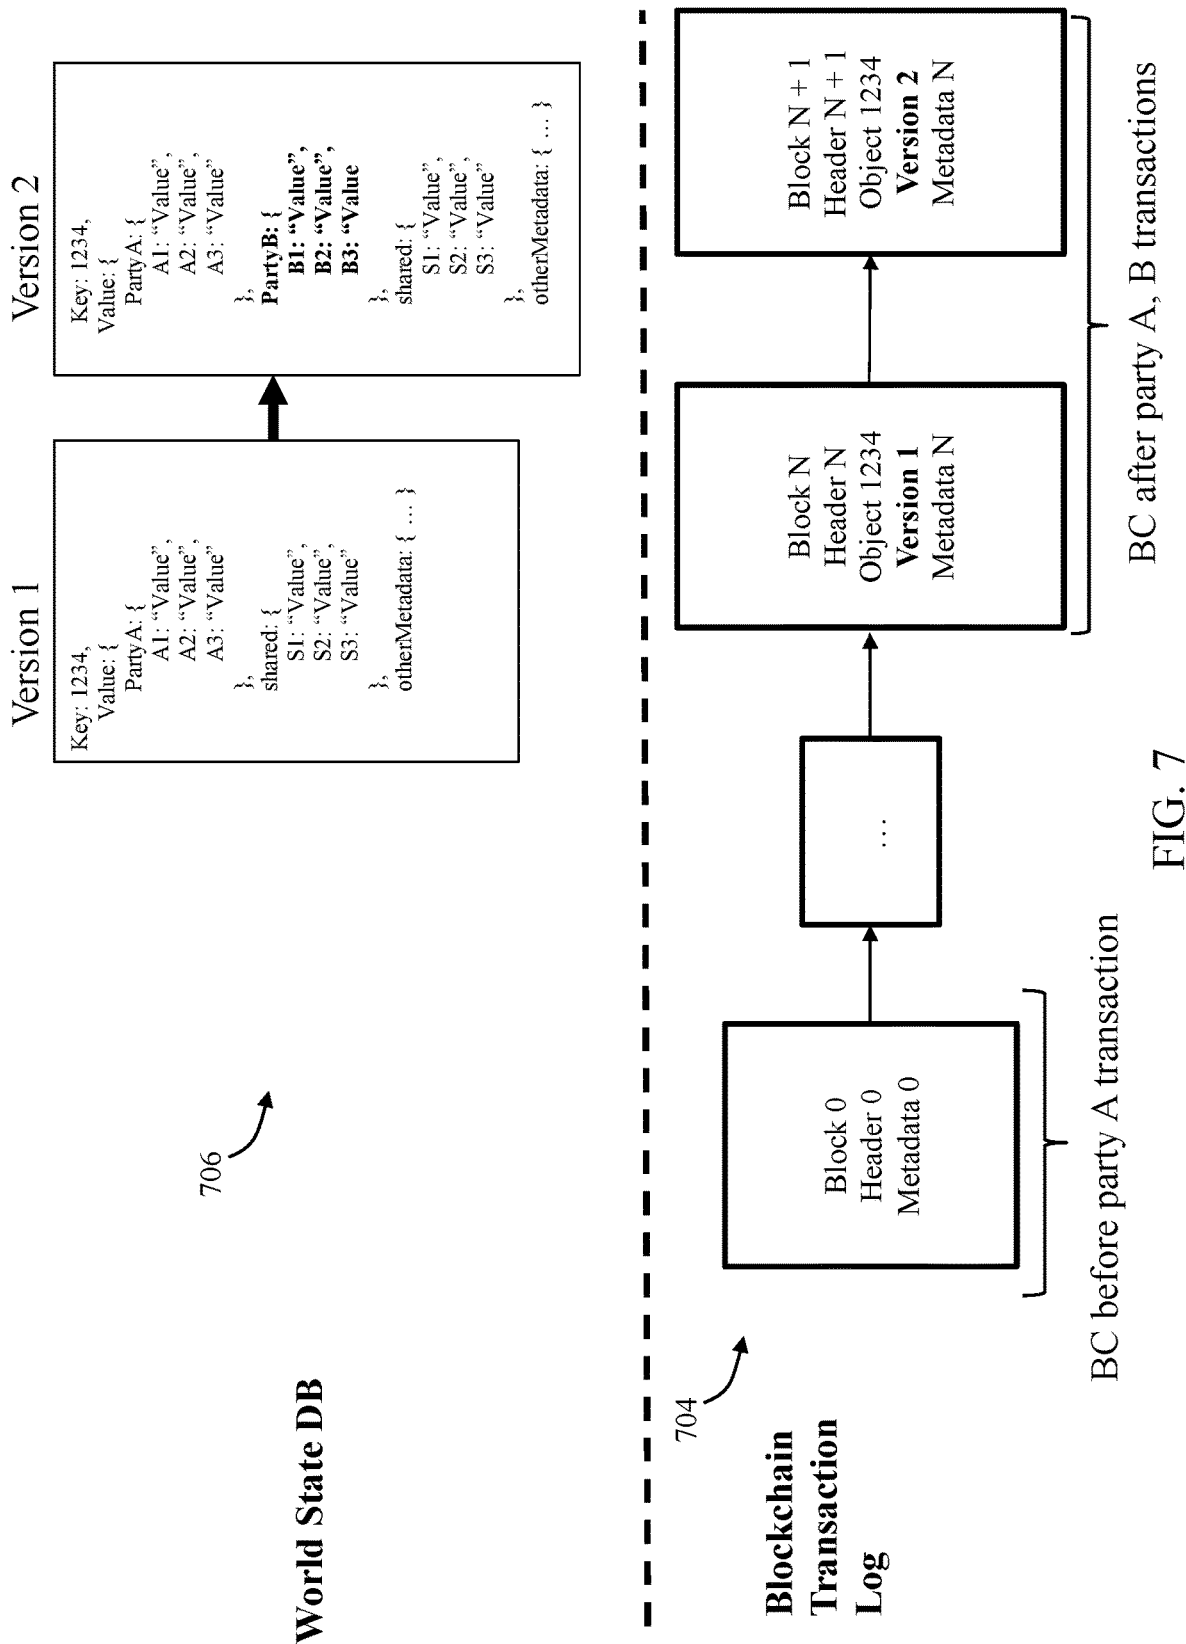 World State DB
706
Version 1
Key: 1234,
Value: {
PartyA: {
A1: “Value”,
A2: “Value”,
A3: “Value”
},
shared: {
S1: “Value”,
S2: “Value”,
S3: “Value”
},
otherMetadata: { … }
Version 2
Key: 1234,
Value: {
PartyA: {
A1: “Value”,
A2: “Value”,
A3: “Value”
},
PartyB: {
B1: “Value”,
B2: “Value”,
B3: “Value
},
shared: {
S1: “Value”,
S2: “Value”,
S3: “Value”
},
otherMetadata: { … }
Blockchain
Transaction
Log
704
Block 0
Header 0
Metadata 0
…
Block N
Header N
Object 1234
Version 1
Metadata N
Block N + 1
Header N + 1
Object 1234
Version 2
Metadata N
BC before party A transaction
BC after party A, B transactions
FIG. 7